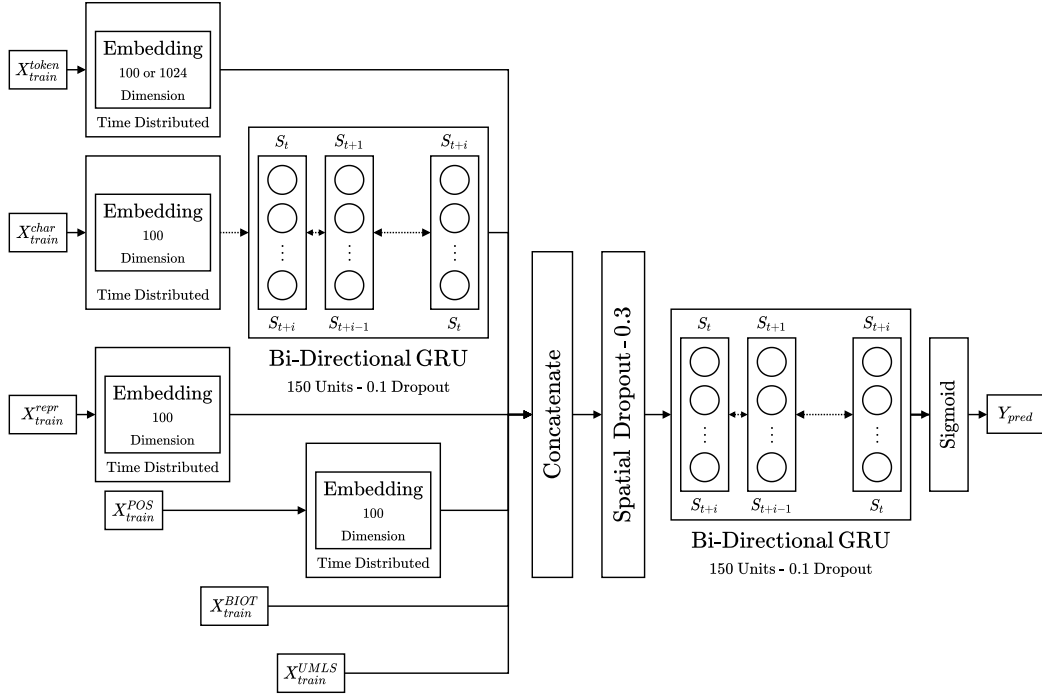 X_{train}^{token}
Embedding
100 or 1024
Dimension
Time Distributed
X_{train}^{char}
Embedding
100
Dimension
Time Distributed
S_t S_{t+1} S_{t+i}
S_{t+i} S_{t+i-1} S_t
Bi-Directional GRU
150 Units - 0.1 Dropout
X_{train}^{repr}
Embedding
100
Dimension
Time Distributed
X_{train}^{POS}
Embedding
100
Dimension
Time Distributed
X_{train}^{BIOT}
X_{train}^{UMLS}
Concatenate
Spatial Dropout - 0.3
S_t S_{t+1} S_{t+i}
S_{t+i} S_{t+i-1} S_t
Bi-Directional GRU
150 Units - 0.1 Dropout
Sigmoid
Y_{pred}